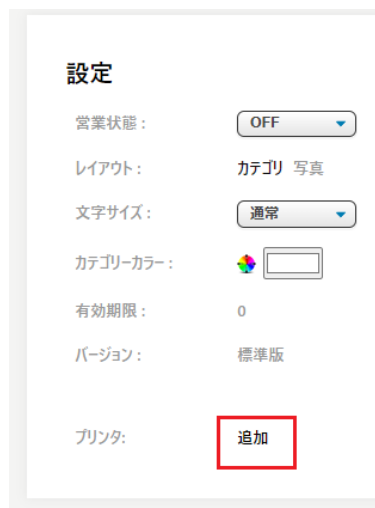 設定
営業状態 : OFF
レイアウト : カテゴリ 写真
文字サイズ : 通常
カテゴリーカラー :
有効期限 : 0
バージョン : 標準版
プリンタ: 追加